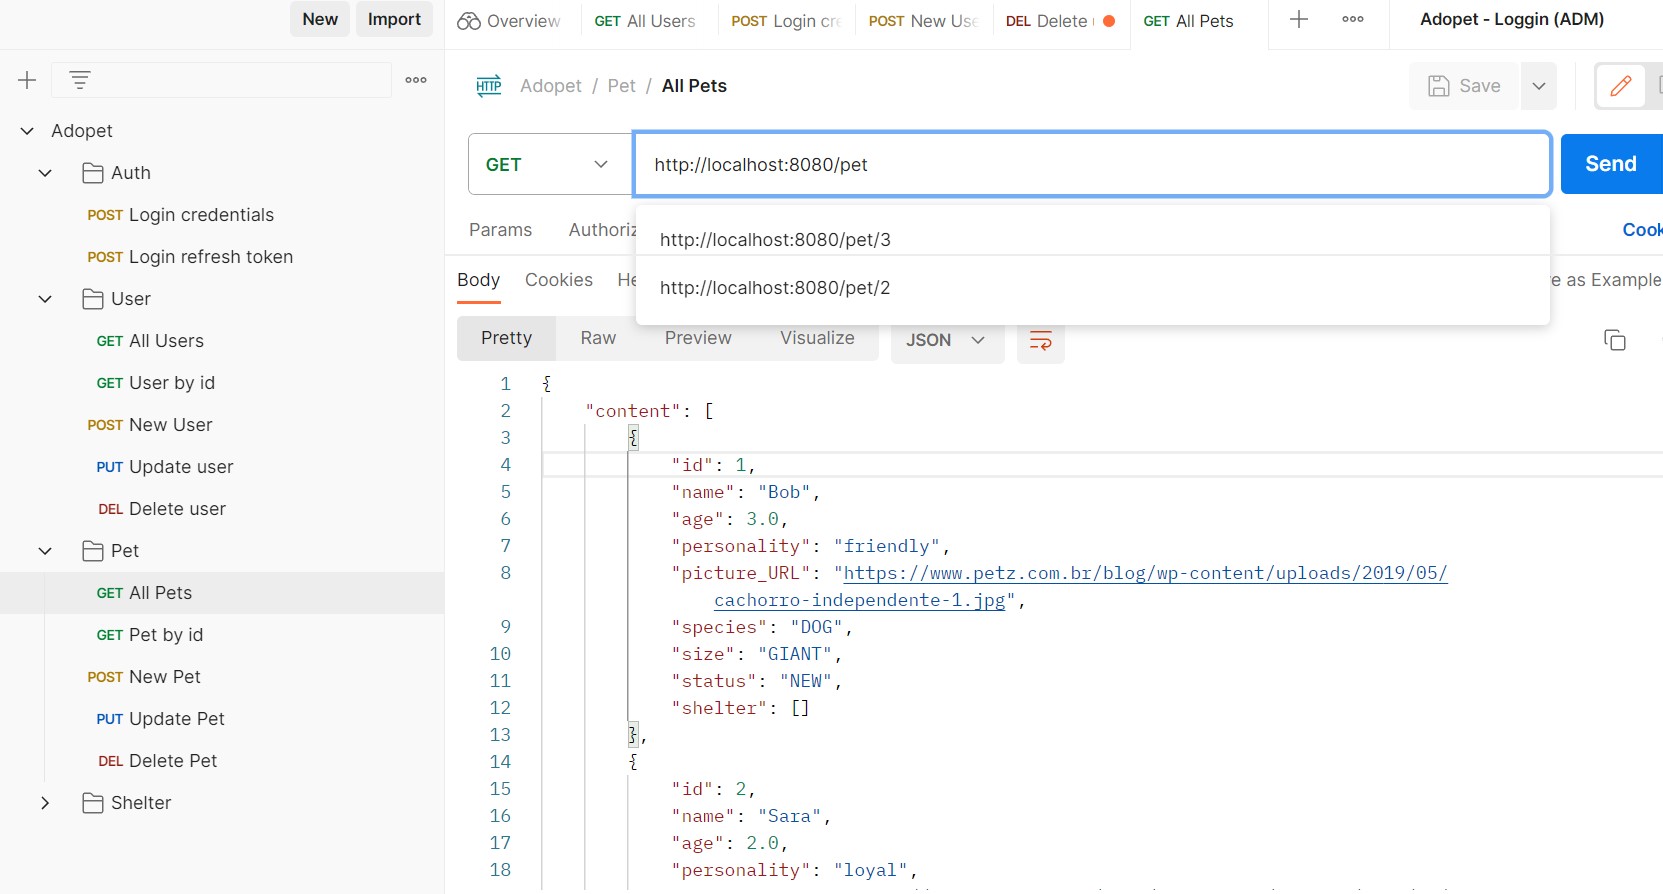 New Import
Overview GET All Users POST Login cre POST New Use DEL Delete GET All Pets Adopet - Loggin (ADM)
Adopet / Pet / All Pets Save
Adopet
Auth
POST Login credentials
POST Login refresh token
User
GET All Users
GET User by id
POST New User
PUT Update user
DEL Delete user
Pet
GET All Pets
GET Pet by id
POST New Pet
PUT Update Pet
DEL Delete Pet
Shelter
HTTP
GET http://localhost:8080/pet Send
Params Authoriz Cook
http://localhost:8080/pet/3
http://localhost:8080/pet/2
Body Cookies He e as Example
Pretty Raw Preview Visualize JSON
1 {
2 "content": [
3 {
4 "id": 1,
5 "name": "Bob",
6 "age": 3.0,
7 "personality": "friendly",
8 "picture_URL": "https://www.petz.com.br/blog/wp-content/uploads/2019/05/
cachorro-independente-1.jpg",
9 "species": "DOG",
10 "size": "GIANT",
11 "status": "NEW",
12 "shelter": []
13 },
14 {
15 "id": 2,
16 "name": "Sara",
17 "age": 2.0,
18 "personality": "loyal",